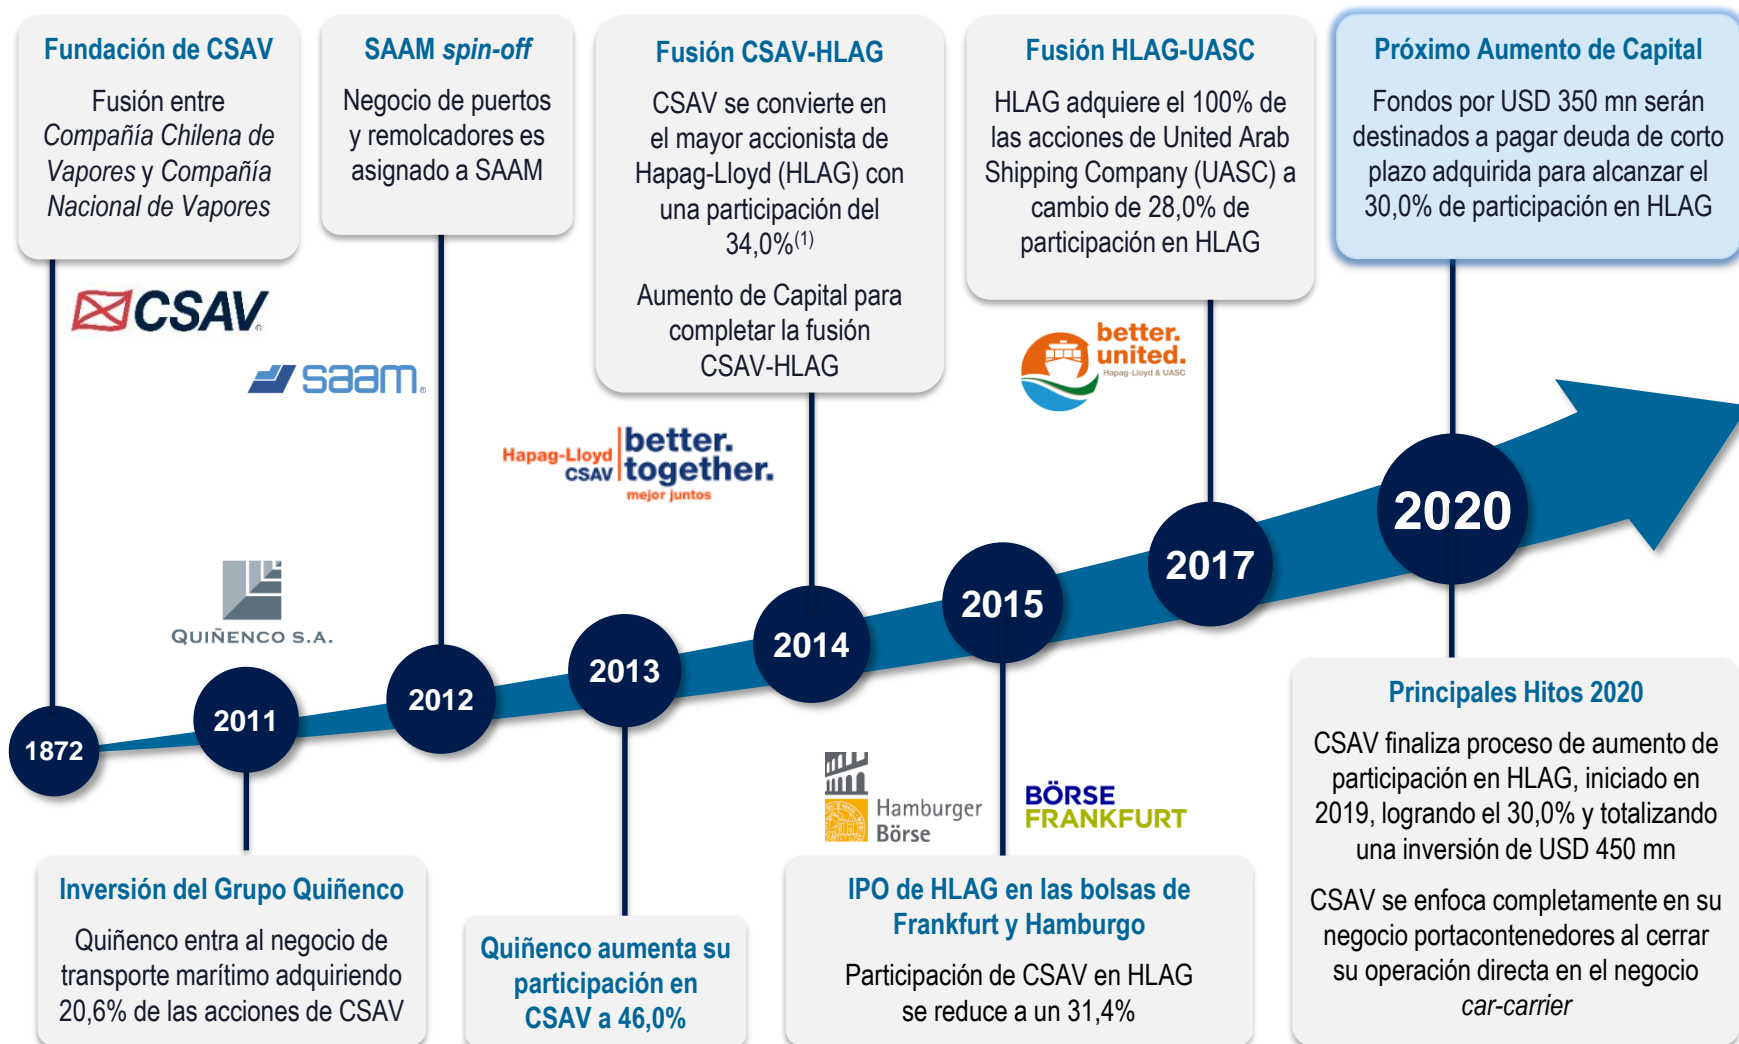 Fundación de CSAV
Fusión entre
Compañía Chilena de
Vapores y Compañía
Nacional de Vapores
SAAM spin-off
Negocio de puertos
y remolcadores es
asignado a SAAM
Fusión CSAV-HLAG
CSAV se convierte en
el mayor accionista de
Hapag-Lloyd (HLAG) con
una participación del
34,0%(1)
Aumento de Capital para
completar la fusión
CSAV-HLAG
Fusión HLAG-UASC
HLAG adquiere el 100% de
las acciones de United Arab
Shipping Company (UASC) a
cambio de 28,0% de
participación en HLAG
Próximo Aumento de Capital
Fondos por USD 350 mn serán
destinados a pagar deuda de corto
plazo adquirida para alcanzar el
30,0% de participación en HLAG
CSAV
saam
Hapag-Lloyd
CSAV
better.
together.
mejor juntos
better.
united.
Hapag-Lloyd & UASC
QUIÑENCO S.A.
1872
2011
2012
2013
2014
2015
2017
2020
Hamburger
Börse
BÖRSE
FRANKFURT
Inversión del Grupo Quiñenco
Quiñenco entra al negocio de
transporte marítimo adquiriendo
20,6% de las acciones de CSAV
Quiñenco aumenta su
participación en
CSAV a 46,0%
IPO de HLAG en las bolsas de
Frankfurt y Hamburgo
Participación de CSAV en HLAG
se reduce a un 31,4%
Principales Hitos 2020
CSAV finaliza proceso de aumento de
participación en HLAG, iniciado en
2019, logrando el 30,0% y totalizando
una inversión de USD 450 mn
CSAV se enfoca completamente en su
negocio portacontenedores al cerrar
su operación directa en el negocio
car-carrier